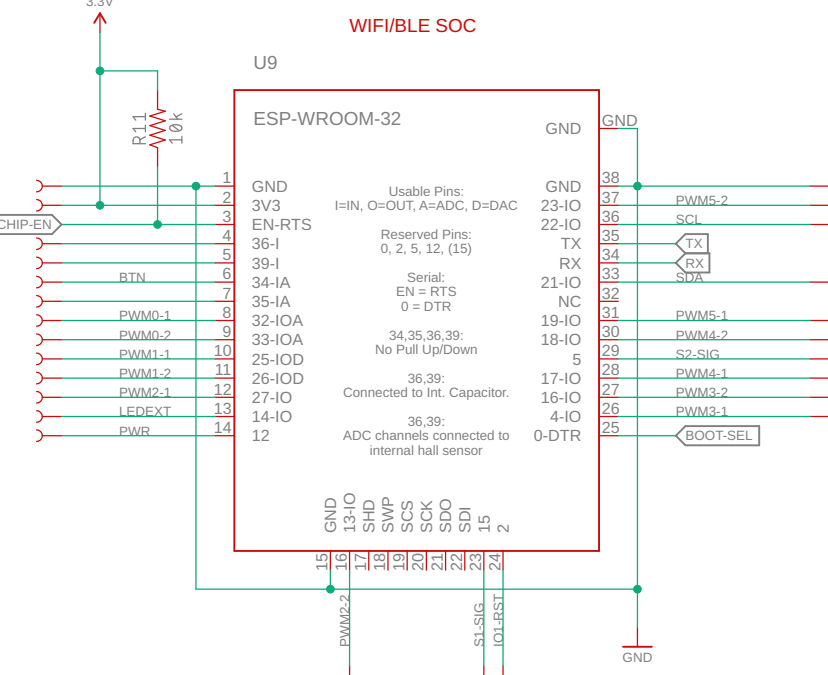 3.3V
WIFI/BLE SOC
U9
ESP-WROOM-32
R11
10k
GND
GND
1 GND
2 3V3
CHIP-EN 3 EN-RTS
4 36-I
5 39-I
BTN 6 34-IA
7 35-IA
PWM0-1 8 32-IOA
PWM0-2 9 33-IOA
PWM1-1 10 25-IOD
PWM1-2 11 26-IOD
PWM2-1 12 27-IO
LEDEXT 13 14-IO
PWR 14 12
Usable Pins:
I=IN, O=OUT, A=ADC, D=DAC
Reserved Pins:
0, 2, 5, 12, (15)
Serial:
EN = RTS
0 = DTR
34,35,36,39:
No Pull Up/Down
36,39:
Connected to Int. Capacitor.
36,39:
ADC channels connected to
internal hall sensor
GND 38
23-IO 37 PWM5-2
22-IO 36 SCL
TX 35 TX
RX 34 RX
21-IO 33 SDA
NC 32
19-IO 31 PWM5-1
18-IO 30 PWM4-2
5 29 S2-SIG
17-IO 28 PWM4-1
16-IO 27 PWM3-2
4-IO 26 PWM3-1
0-DTR 25 BOOT-SEL
GND 15
13-IO 16 PWM2-2
SHD 17
SWP 18
SCS 19
SCK 20
SDO 21
SDI 22
15 23 S1-SIG
2 24 IO1-RST
GND